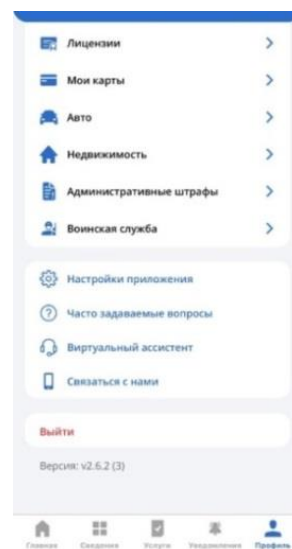 Лицензии
Мои карты
Авто
Недвижимость
Административные штрафы
Воинская служба
Настройки приложения
Часто задаваемые вопросы
Виртуальный ассистент
Связаться с нами
Выйти
Версия: v2.6.2 (3)
Главная Сведения Услуги Уведомления Профиль